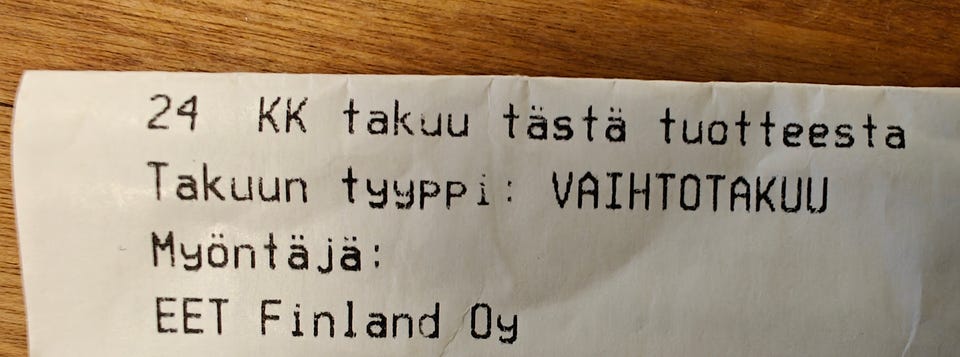 24 KK takuu tästä tuotteesta
Takuun tyyppi: VAIHTOTAKUU
Myöntäjä:
EET Finland Oy